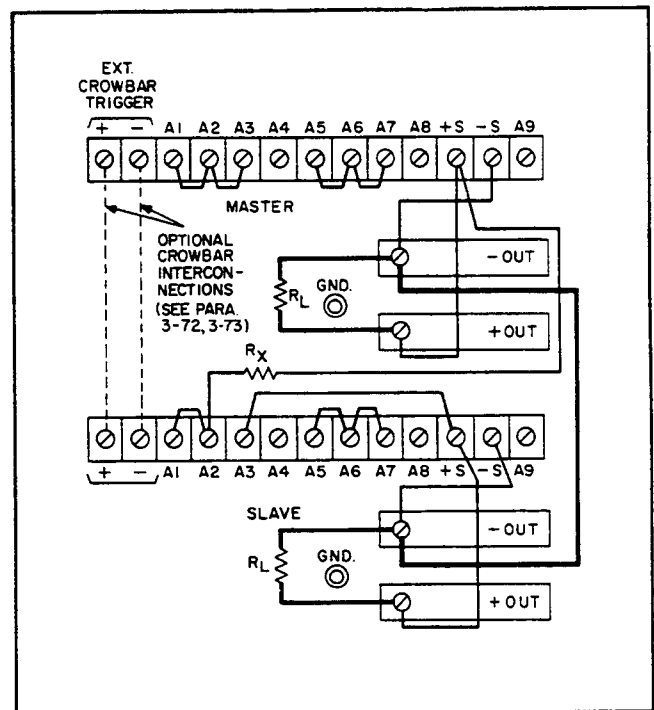 EXT.
CROWBAR
TRIGGER
+ − A1 A2 A3 A4 A5 A6 A7 A8 +S −S A9
MASTER
OPTIONAL
CROWBAR
INTERCON-
NECTIONS
(SEE PARA.
3-72, 3-73)
− OUT
RL GND.
+ OUT
RX
+ − A1 A2 A3 A4 A5 A6 A7 A8 +S −S A9
SLAVE
− OUT
RL GND.
+ OUT